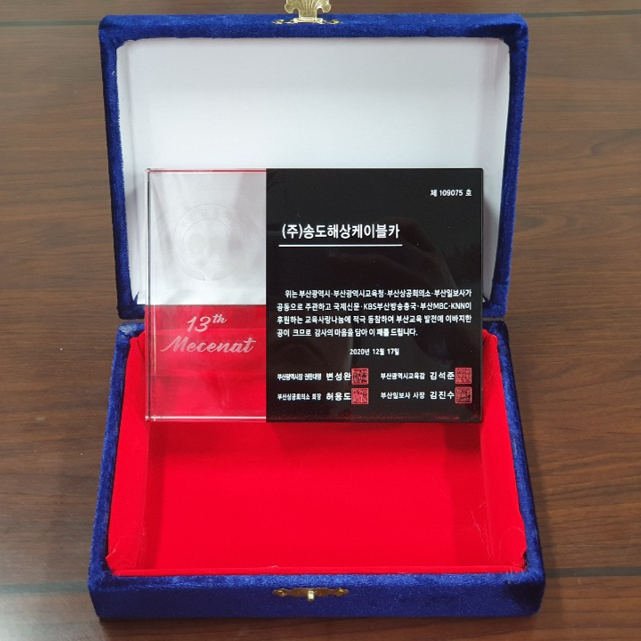 제 109075 호
(주)송도해상케이블카
위는 부산광역시·부산광역시교육청·부산상공회의소·부산일보사가
공동으로 주관하고 국제신문·KBS부산방송총국·부산MBC·KNN이
후원하는 교육사랑나눔에 적극 동참하여 부산교육 발전에 이바지한
공이 크므로 감사의 마음을 담아 이 패를 드립니다.
2020년 12월 17일
부산광역시장 권한대행 변성완 부산광역시교육감 김석준
부산상공회의소 회장 허용도 부산일보사 사장 김진수
13th
Mecenat